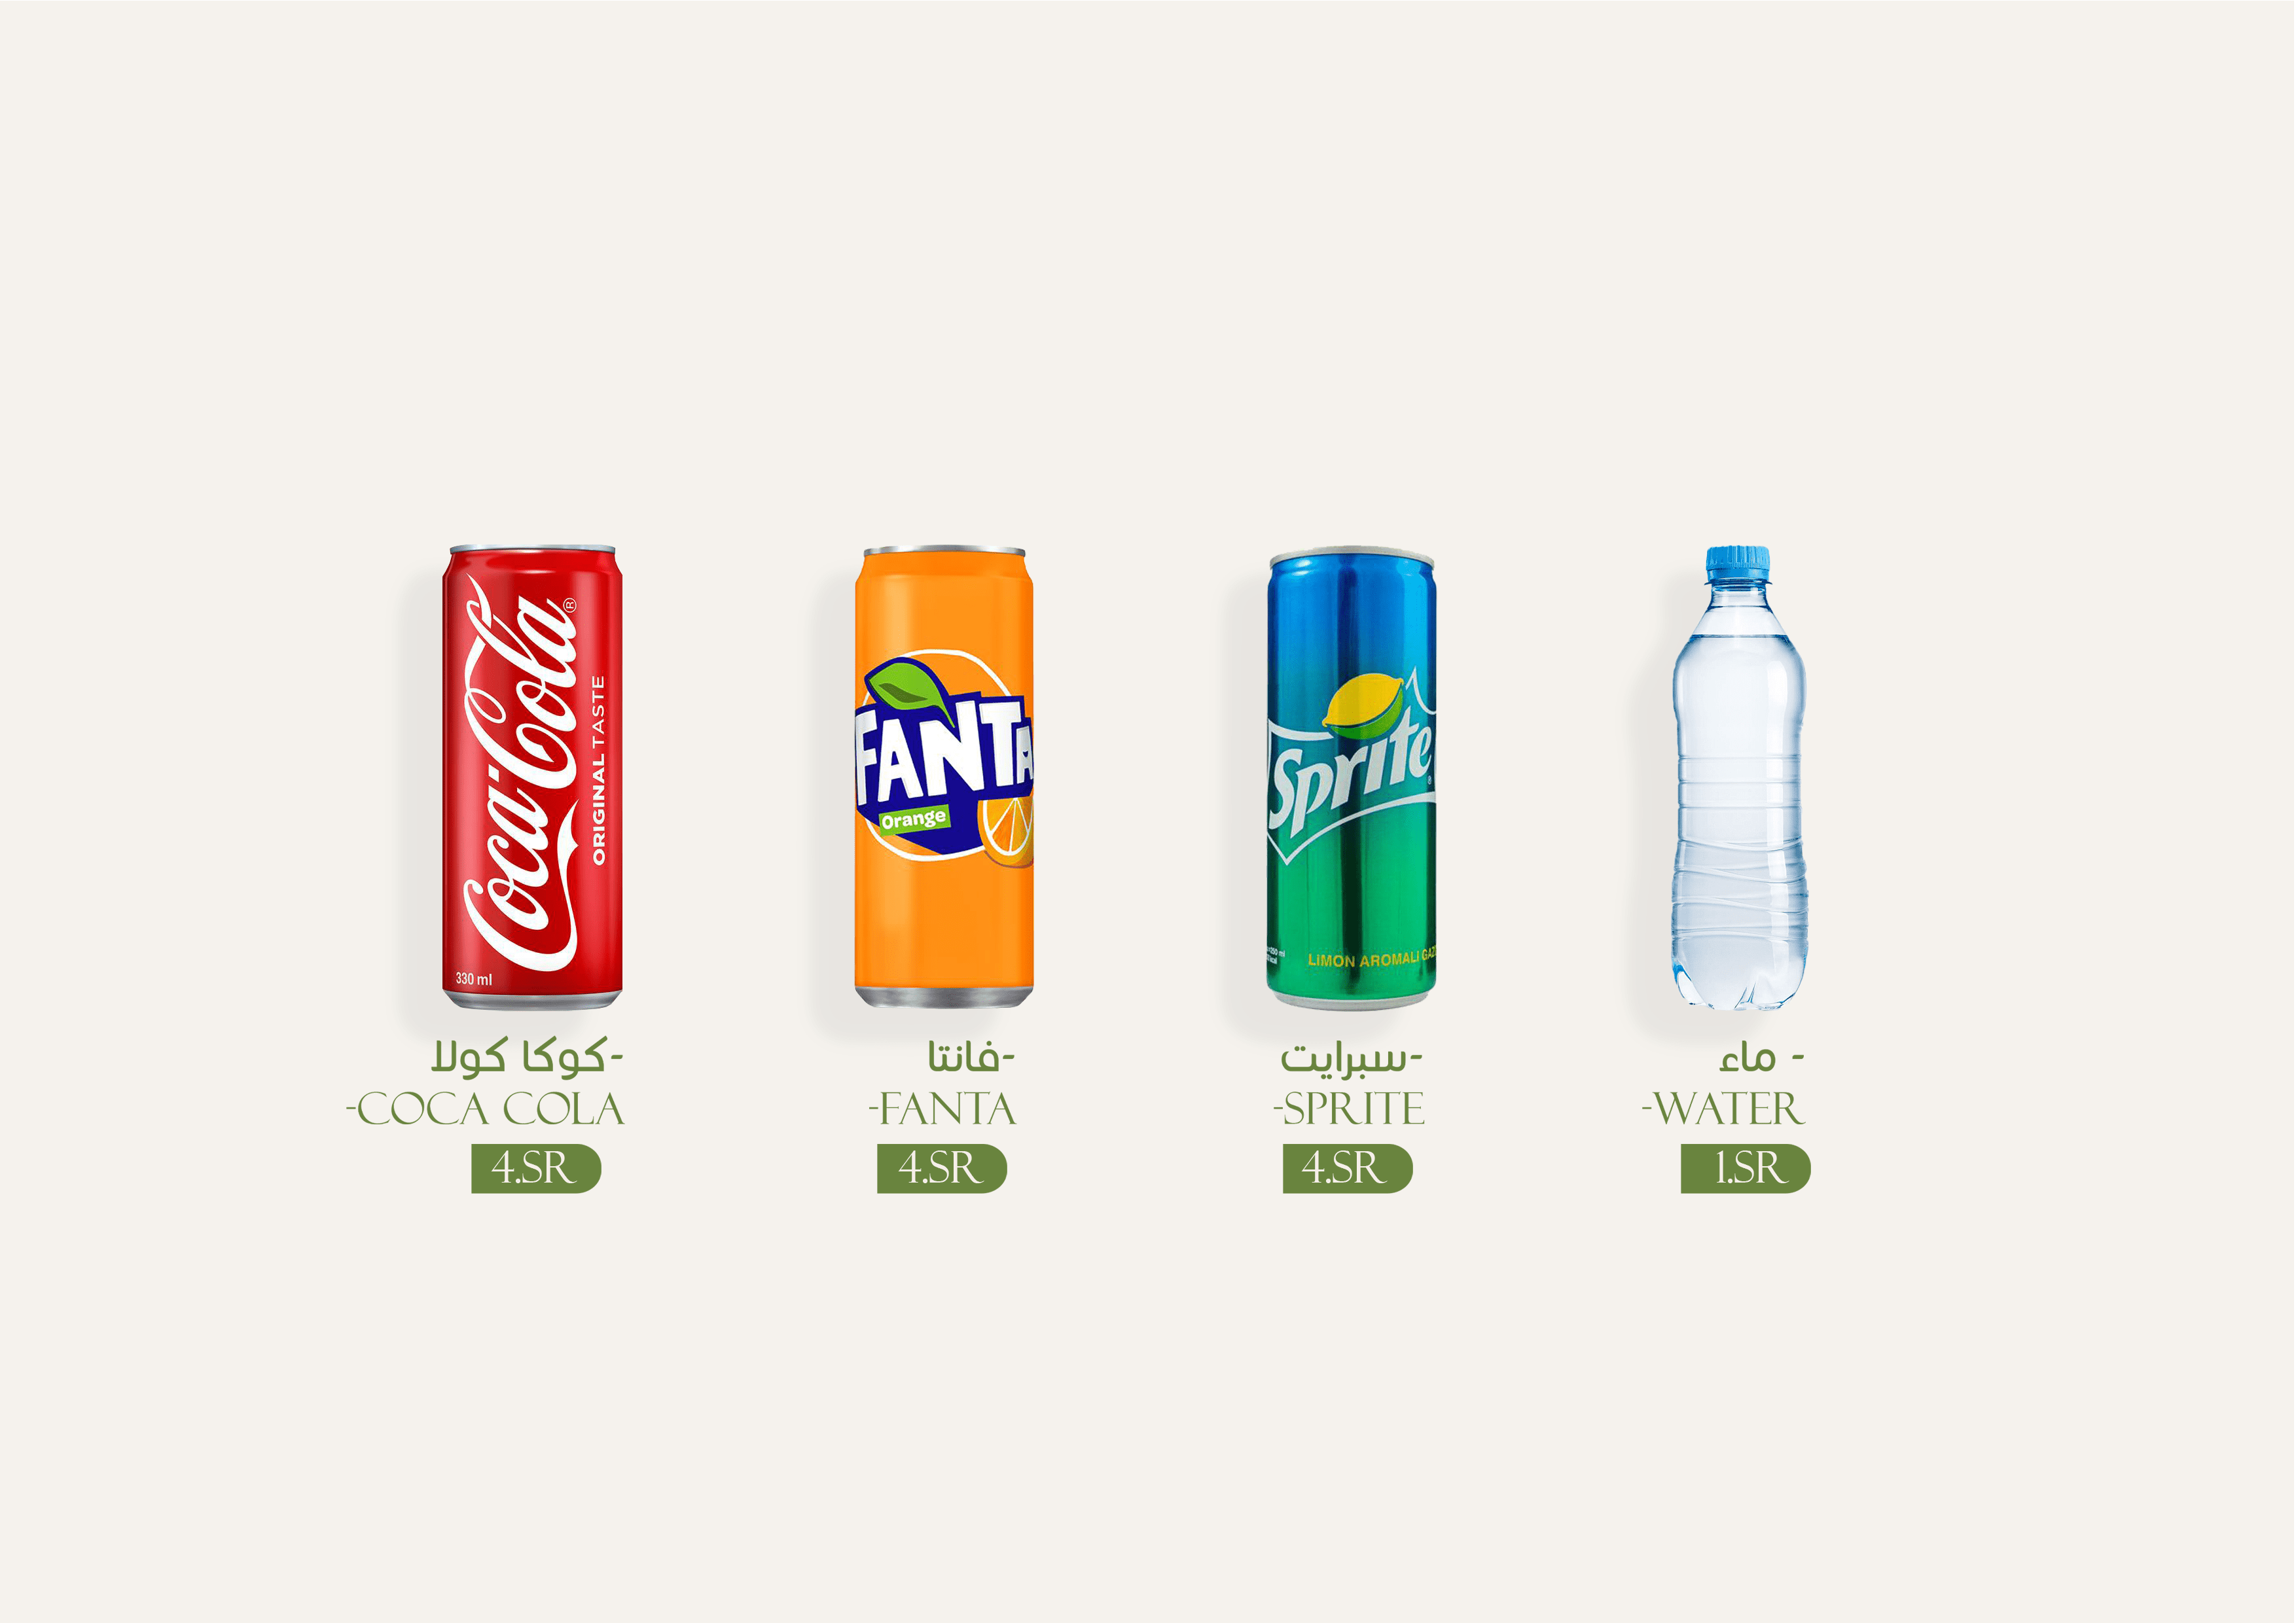 Coca-Cola®
ORIGINAL TASTE
330 ml
FANTA
Orange
Sprite
LIMON AROMALI
-كوكا كولا
-COCA COLA
4.SR
-فانتا
-FANTA
4.SR
-سبرايت
-SPRITE
4.SR
- ماء
-WATER
1.SR